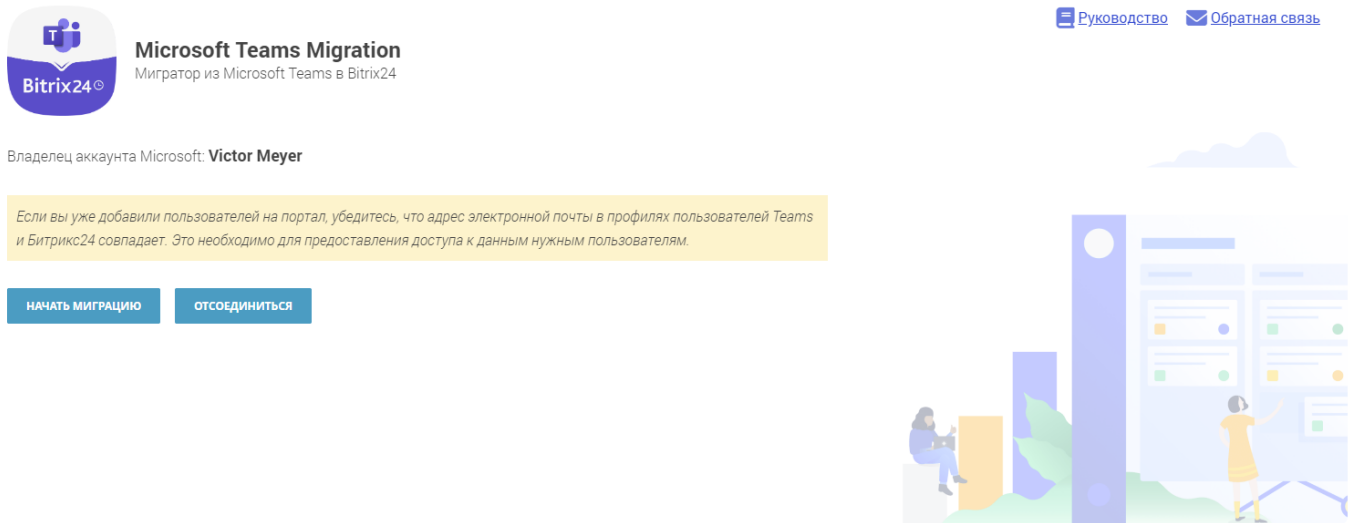 Руководство
Обратная связь
T
Bitrix24
Microsoft Teams Migration
Мигратор из Microsoft Teams в Bitrix24
Владелец аккаунта Microsoft: Victor Meyer
Если вы уже добавили пользователей на портал, убедитесь, что адрес электронной почты в профилях пользователей Teams
и Битрикс24 совпадает. Это необходимо для предоставления доступа к данным нужным пользователям.
НАЧАТЬ МИГРАЦИЮ
ОТСОЕДИНИТЬСЯ